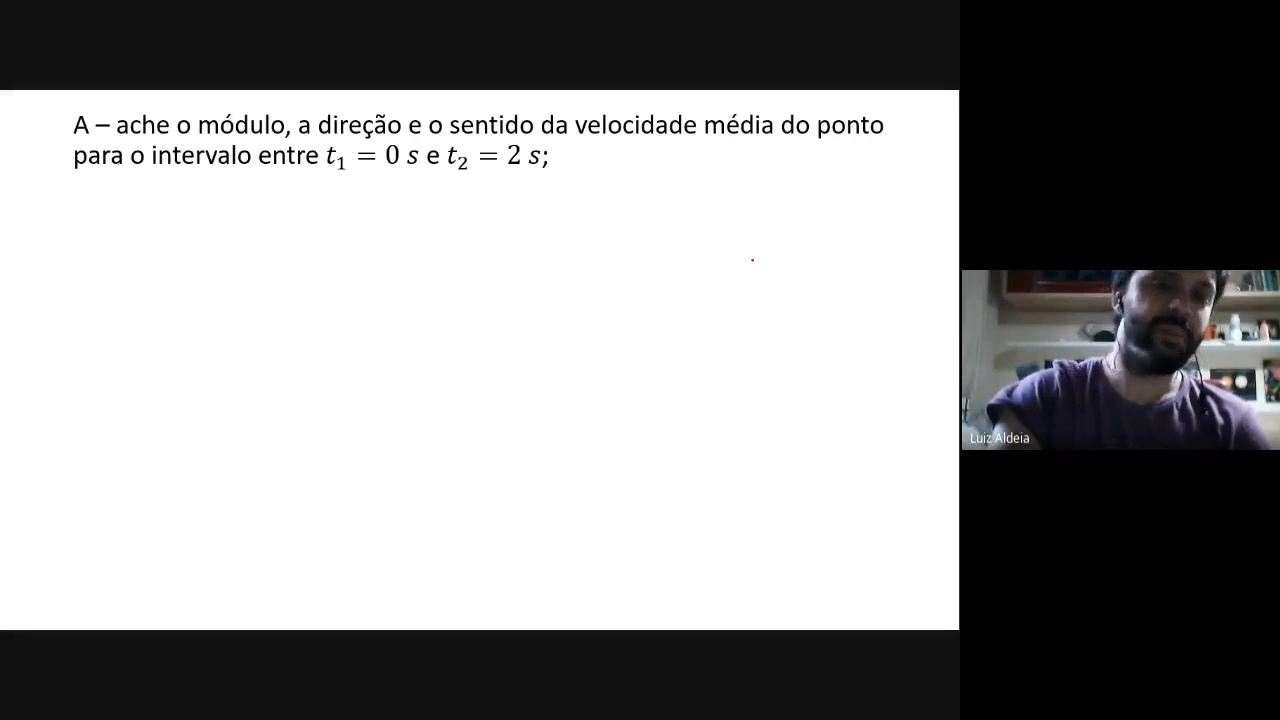 A – ache o módulo, a direção e o sentido da velocidade média do ponto
para o intervalo entre t₁ = 0 s e t₂ = 2 s;
Luiz Aldeia